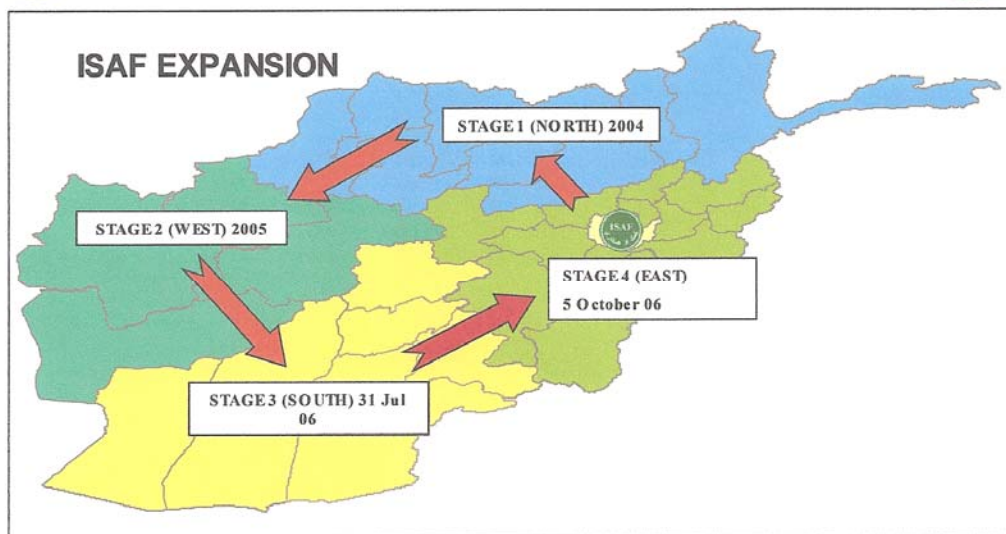 ISAF EXPANSION
STAGE 1 (NORTH) 2004
STAGE 2 (WEST) 2005
ISAF
STAGE 4 (EAST)
5 October 06
STAGE 3 (SOUTH) 31 Jul
06